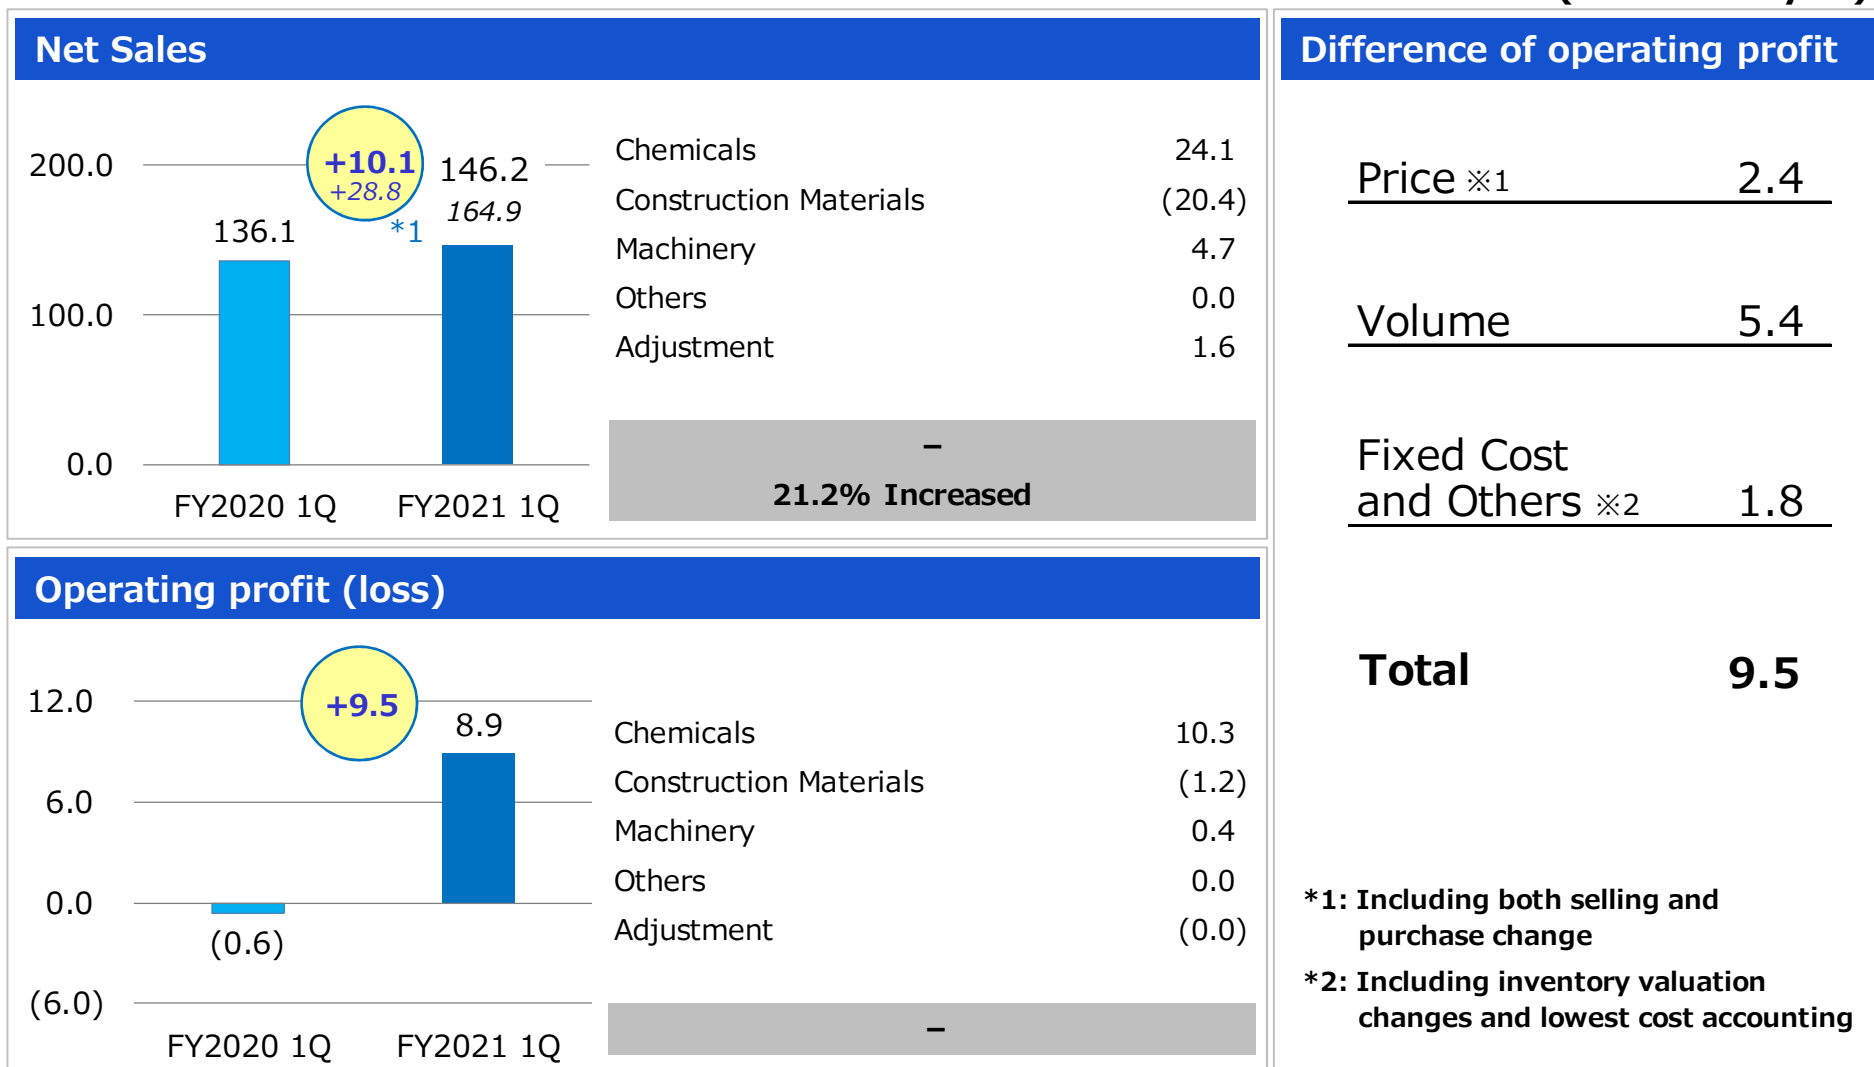 Net Sales
200.0
100.0
0.0
+10.1
+28.8
*1
136.1
146.2
164.9
FY2020 1Q FY2021 1Q
Chemicals 24.1
Construction Materials (20.4)
Machinery 4.7
Others 0.0
Adjustment 1.6
–
21.2% Increased
Operating profit (loss)
12.0
6.0
0.0
(6.0)
+9.5
(0.6)
8.9
FY2020 1Q FY2021 1Q
Chemicals 10.3
Construction Materials (1.2)
Machinery 0.4
Others 0.0
Adjustment (0.0)
–
Difference of operating profit
Price ※1 2.4
Volume 5.4
Fixed Cost
and Others ※2 1.8
Total 9.5
*1: Including both selling and
purchase change
*2: Including inventory valuation
changes and lowest cost accounting